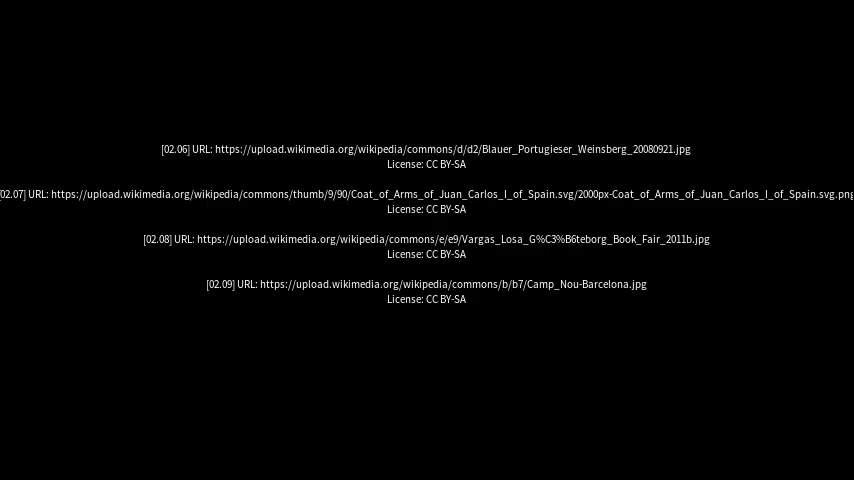 [02.06] URL: https://upload.wikimedia.org/wikipedia/commons/d/d2/Blauer_Portugieser_Weinsberg_20080921.jpg
License: CC BY-SA
[02.07] URL: https://upload.wikimedia.org/wikipedia/commons/thumb/9/90/Coat_of_Arms_of_Juan_Carlos_I_of_Spain.svg/2000px-Coat_of_Arms_of_Juan_Carlos_I_of_Spain.svg.png
License: CC BY-SA
[02.08] URL: https://upload.wikimedia.org/wikipedia/commons/e/e9/Vargas_Losa_G%C3%B6teborg_Book_Fair_2011b.jpg
License: CC BY-SA
[02.09] URL: https://upload.wikimedia.org/wikipedia/commons/b/b7/Camp_Nou-Barcelona.jpg
License: CC BY-SA